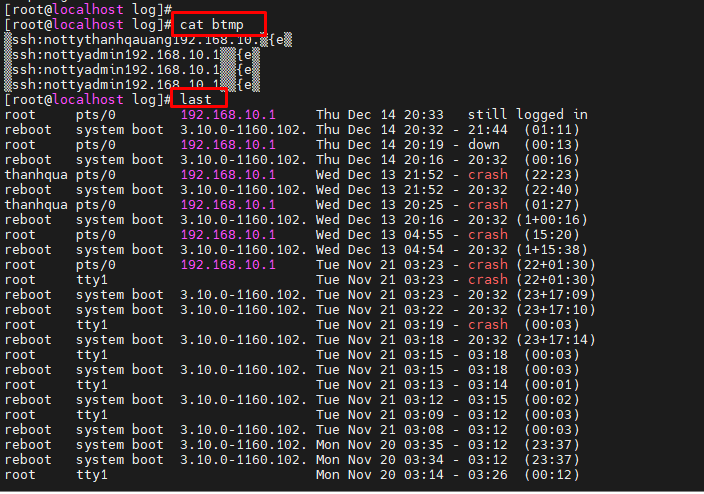 [root@localhost log]#
[root@localhost log]# cat btmp
ssh:nottythanhqauang192.168.10. {e
ssh:nottyadmin192.168.10.1 {e
ssh:nottyadmin192.168.10.1 {e
ssh:nottyadmin192.168.10.1 {e
[root@localhost log]# last
root pts/0 192.168.10.1 Thu Dec 14 20:33 still logged in
reboot system boot 3.10.0-1160.102. Thu Dec 14 20:32 - 21:44 (01:11)
root pts/0 192.168.10.1 Thu Dec 14 20:19 - down (00:13)
reboot system boot 3.10.0-1160.102. Thu Dec 14 20:16 - 20:32 (00:16)
thanhqua pts/0 192.168.10.1 Wed Dec 13 21:52 - crash (22:23)
reboot system boot 3.10.0-1160.102. Wed Dec 13 21:52 - 20:32 (22:40)
thanhqua pts/0 192.168.10.1 Wed Dec 13 20:25 - crash (01:27)
reboot system boot 3.10.0-1160.102. Wed Dec 13 20:16 - 20:32 (1+00:16)
root pts/0 192.168.10.1 Wed Dec 13 04:55 - crash (15:20)
reboot system boot 3.10.0-1160.102. Wed Dec 13 04:54 - 20:32 (1+15:38)
root pts/0 192.168.10.1 Tue Nov 21 03:23 - crash (22+01:30)
root tty1 Tue Nov 21 03:23 - crash (22+01:30)
reboot system boot 3.10.0-1160.102. Tue Nov 21 03:23 - 20:32 (23+17:09)
reboot system boot 3.10.0-1160.102. Tue Nov 21 03:22 - 20:32 (23+17:10)
root tty1 Tue Nov 21 03:19 - crash (00:03)
reboot system boot 3.10.0-1160.102. Tue Nov 21 03:18 - 20:32 (23+17:14)
root tty1 Tue Nov 21 03:15 - 03:18 (00:03)
reboot system boot 3.10.0-1160.102. Tue Nov 21 03:15 - 03:18 (00:03)
root tty1 Tue Nov 21 03:13 - 03:14 (00:01)
reboot system boot 3.10.0-1160.102. Tue Nov 21 03:12 - 03:15 (00:02)
root tty1 Tue Nov 21 03:09 - 03:12 (00:03)
reboot system boot 3.10.0-1160.102. Tue Nov 21 03:08 - 03:12 (00:03)
reboot system boot 3.10.0-1160.102. Mon Nov 20 03:35 - 03:12 (23:37)
reboot system boot 3.10.0-1160.102. Mon Nov 20 03:34 - 03:12 (23:37)
root tty1 Mon Nov 20 03:14 - 03:26 (00:12)